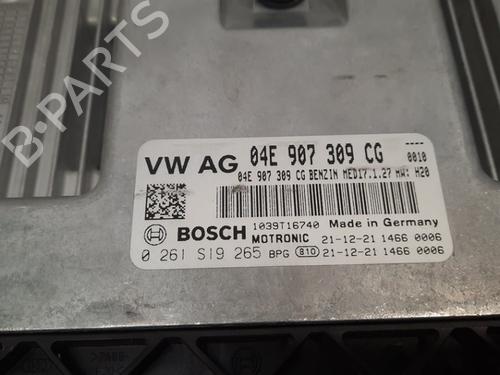 B-PARTS
VW AG 04E 907 309 CG ----
0010
04E 907 309 CG BENZIN MED17.1.27 HW: H20
1039T16740 Made in Germany
BOSCH MOTRONIC 21-12-21 1466 0006
0 261 S19 265 BPG 810 21-12-21 1466 0006